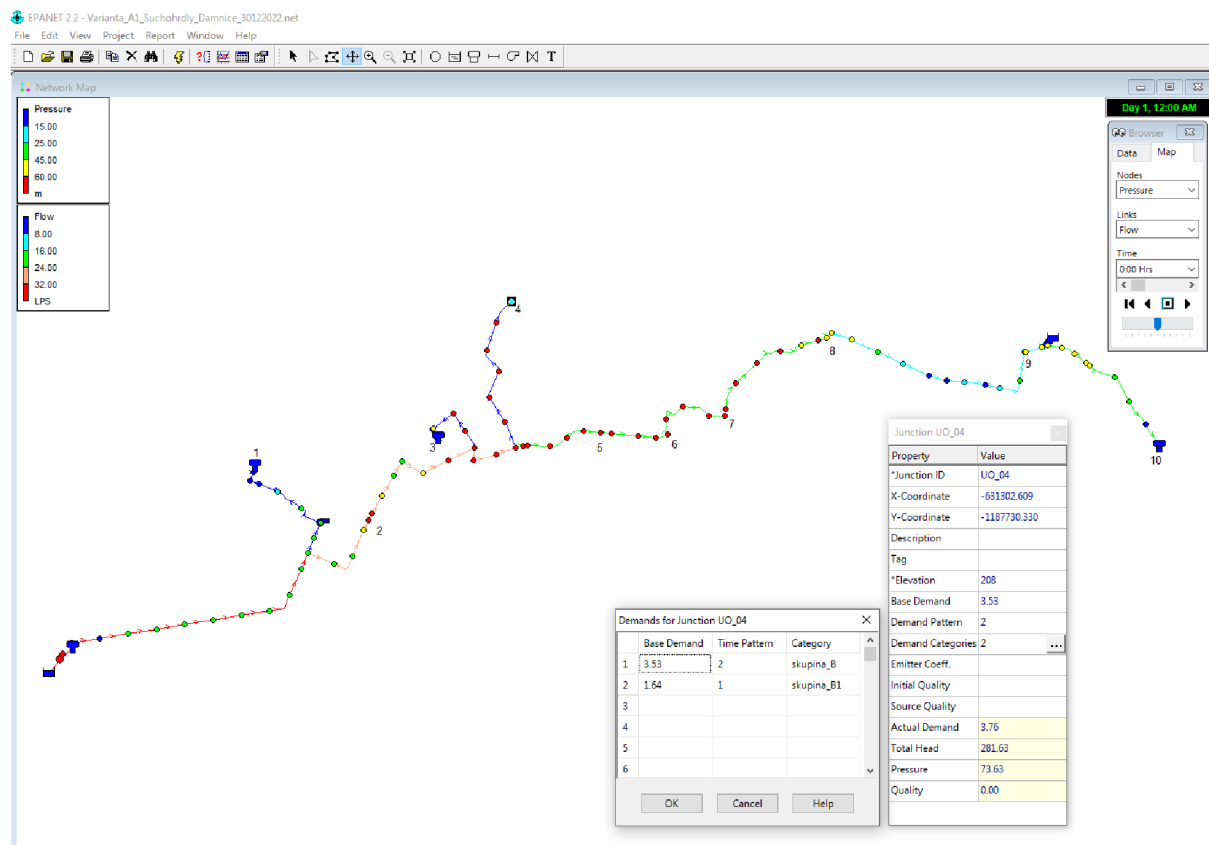 EPANET 2.2 - Varianta_A1_Suchohrdly_Damnice_30122022.net
File Edit View Project Report Window Help
T
Network Map
Pressure
15.00
25.00
45.00
60.00
m
Flow
8.00
16.00
24.00
32.00
LPS
Day 1, 12:00 AM
Browser
Data Map
Nodes
Pressure
Links
Flow
Time
0:00 Hrs
1
2
3
4
5
6
7
8
9
10
Junction UO_04
Property Value
*Junction ID UO_04
X-Coordinate -631302.609
Y-Coordinate -1187730.330
Description
Tag
*Elevation 208
Base Demand 3.53
Demand Pattern 2
Demand Categories 2 ...
Emitter Coeff.
Initial Quality
Source Quality
Actual Demand 3.76
Total Head 281.63
Pressure 73.63
Quality 0.00
Demands for Junction UO_04
Base Demand Time Pattern Category
1 3.53 2 skupina_B
2 1.64 1 skupina_B1
3
4
5
6
OK Cancel Help